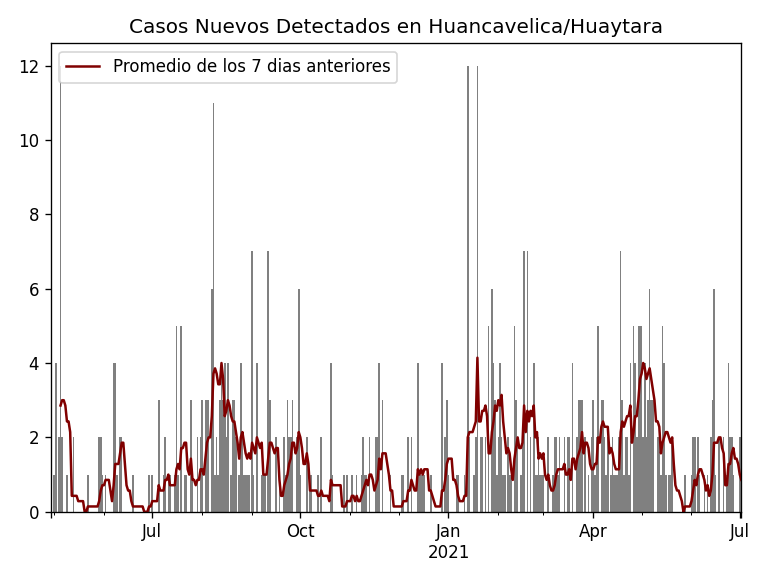 Casos Nuevos Detectados en Huancavelica/Huaytara
Promedio de los 7 dias anteriores
12
10
8
6
4
2
0
Jul
Oct
Jan
2021
Apr
Jul